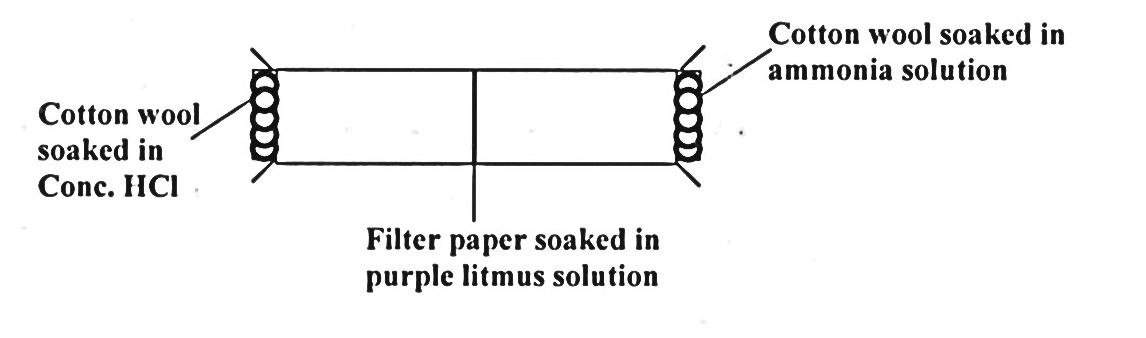 Cotton wool soaked in
ammonia solution
Cotton wool
soaked in
Conc. HCl
Filter paper soaked in
purple litmus solution